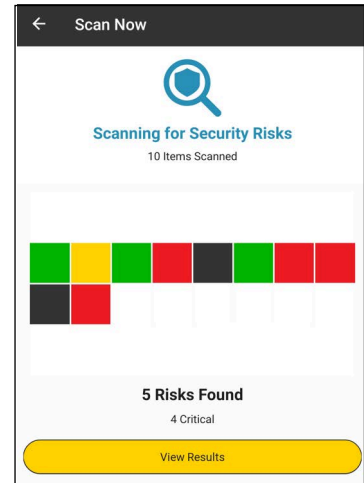 Scan Now
Scanning for Security Risks
10 Items Scanned
5 Risks Found
4 Critical
View Results